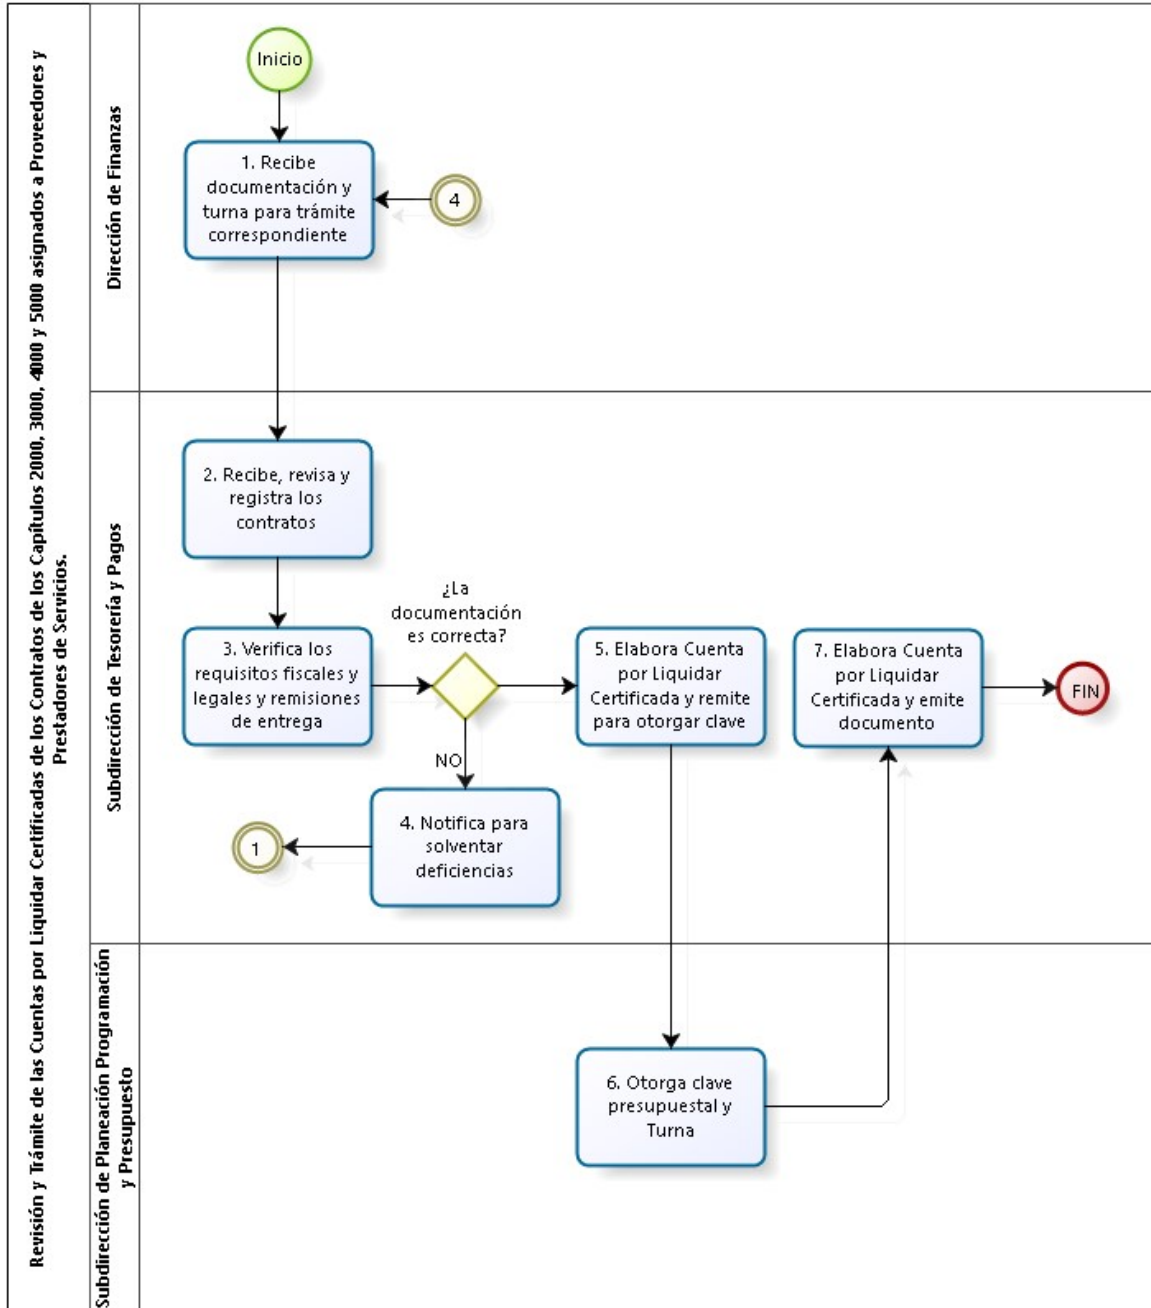 Revisión y Trámite de las Cuentas por Liquidar Certificadas de los Contatos de los Capítulos 2000, 3000, 4000 y 5000 asignados a Proveedores y
Prestadores de Servicios.
Dirección de Finanzas
Inicio
1. Recibe
documentación y
turna para trámite
correspondiente
4
Subdirección de Tesorería y Pagos
2. Recibe, revisa y
registra los
contratos
3. Verifica los
requisitos fiscales y
legales y remisiones
de entrega
¿La
documentación
es correcta?
NO
4. Notifica para
solventar
deficiencias
1
5. Elabora Cuenta
por Liquidar
Certificada y remite
para otorgar clave
7. Elabora Cuenta
por Liquidar
Certificada y emite
documento
FIN
Subdirección de Planeación Programación
y Presupuesto
6. Otorga clave
presupuestal y
Turna